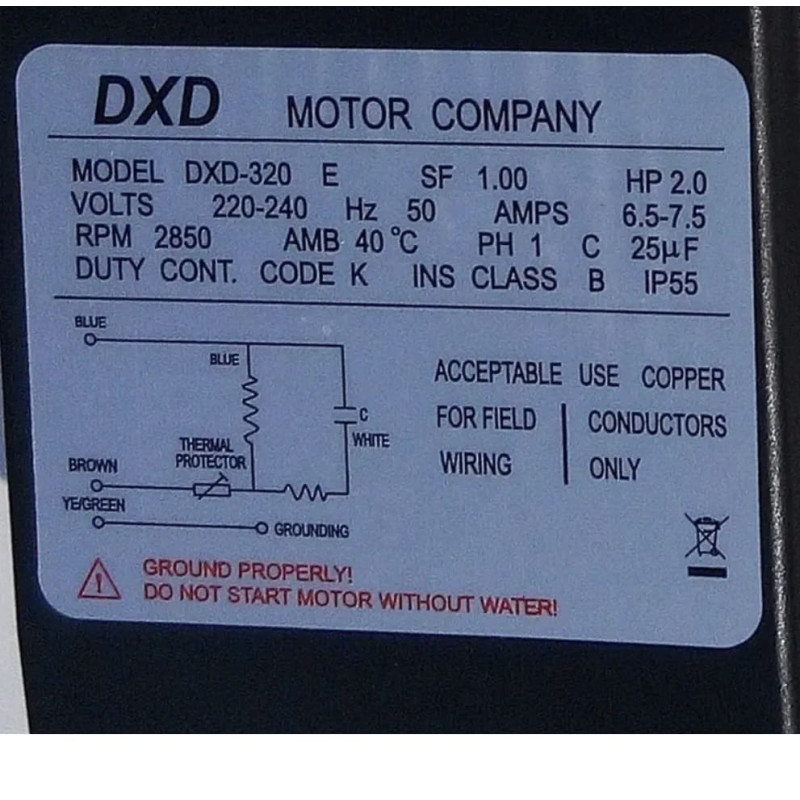 DXD MOTOR COMPANY
MODEL DXD-320 E SF 1.00 HP 2.0
VOLTS 220-240 Hz 50 AMPS 6.5-7.5
RPM 2850 AMB 40 °C PH 1 C 25µF
DUTY CONT. CODE K INS CLASS B IP55
BLUE
BLUE
C
WHITE
THERMAL
PROTECTOR
BROWN
YE/GREEN
GROUNDING
ACCEPTABLE USE COPPER
FOR FIELD CONDUCTORS
WIRING ONLY
GROUND PROPERLY!
DO NOT START MOTOR WITHOUT WATER!